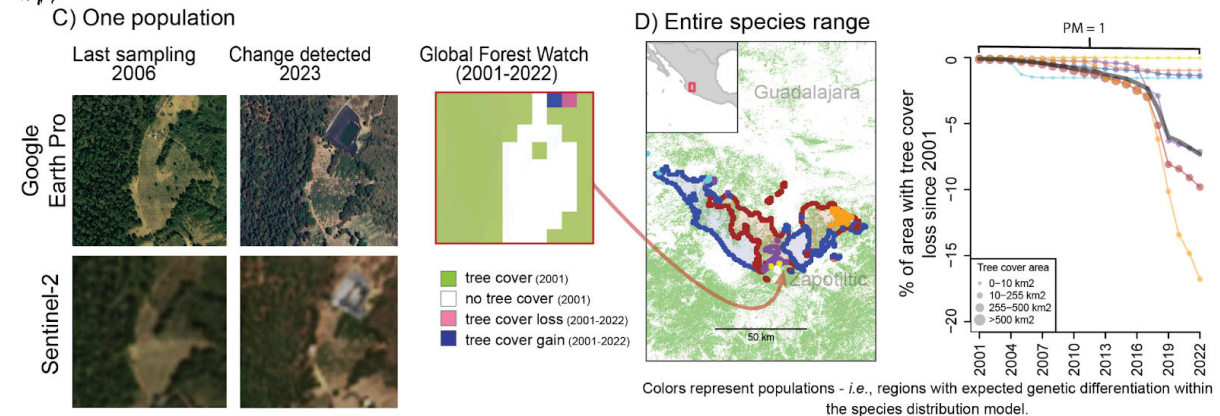 C) One population
Last sampling
2006
Change detected
2023
Google
Earth Pro
Sentinel-2
Global Forest Watch
(2001-2022)
tree cover (2001)
no tree cover (2001)
tree cover loss (2001-2022)
tree cover gain (2001-2022)
D) Entire species range
Guadalajara
Zapotiltic
50 km
PM = 1
% of area with tree cover
loss since 2001
0
−5
−10
−15
−20
Tree cover area
0−10 km2
10−255 km2
255−500 km2
>500 km2
2001
2004
2007
2010
2013
2016
2019
2022
Colors represent populations - i.e., regions with expected genetic differentiation within
the species distribution model.